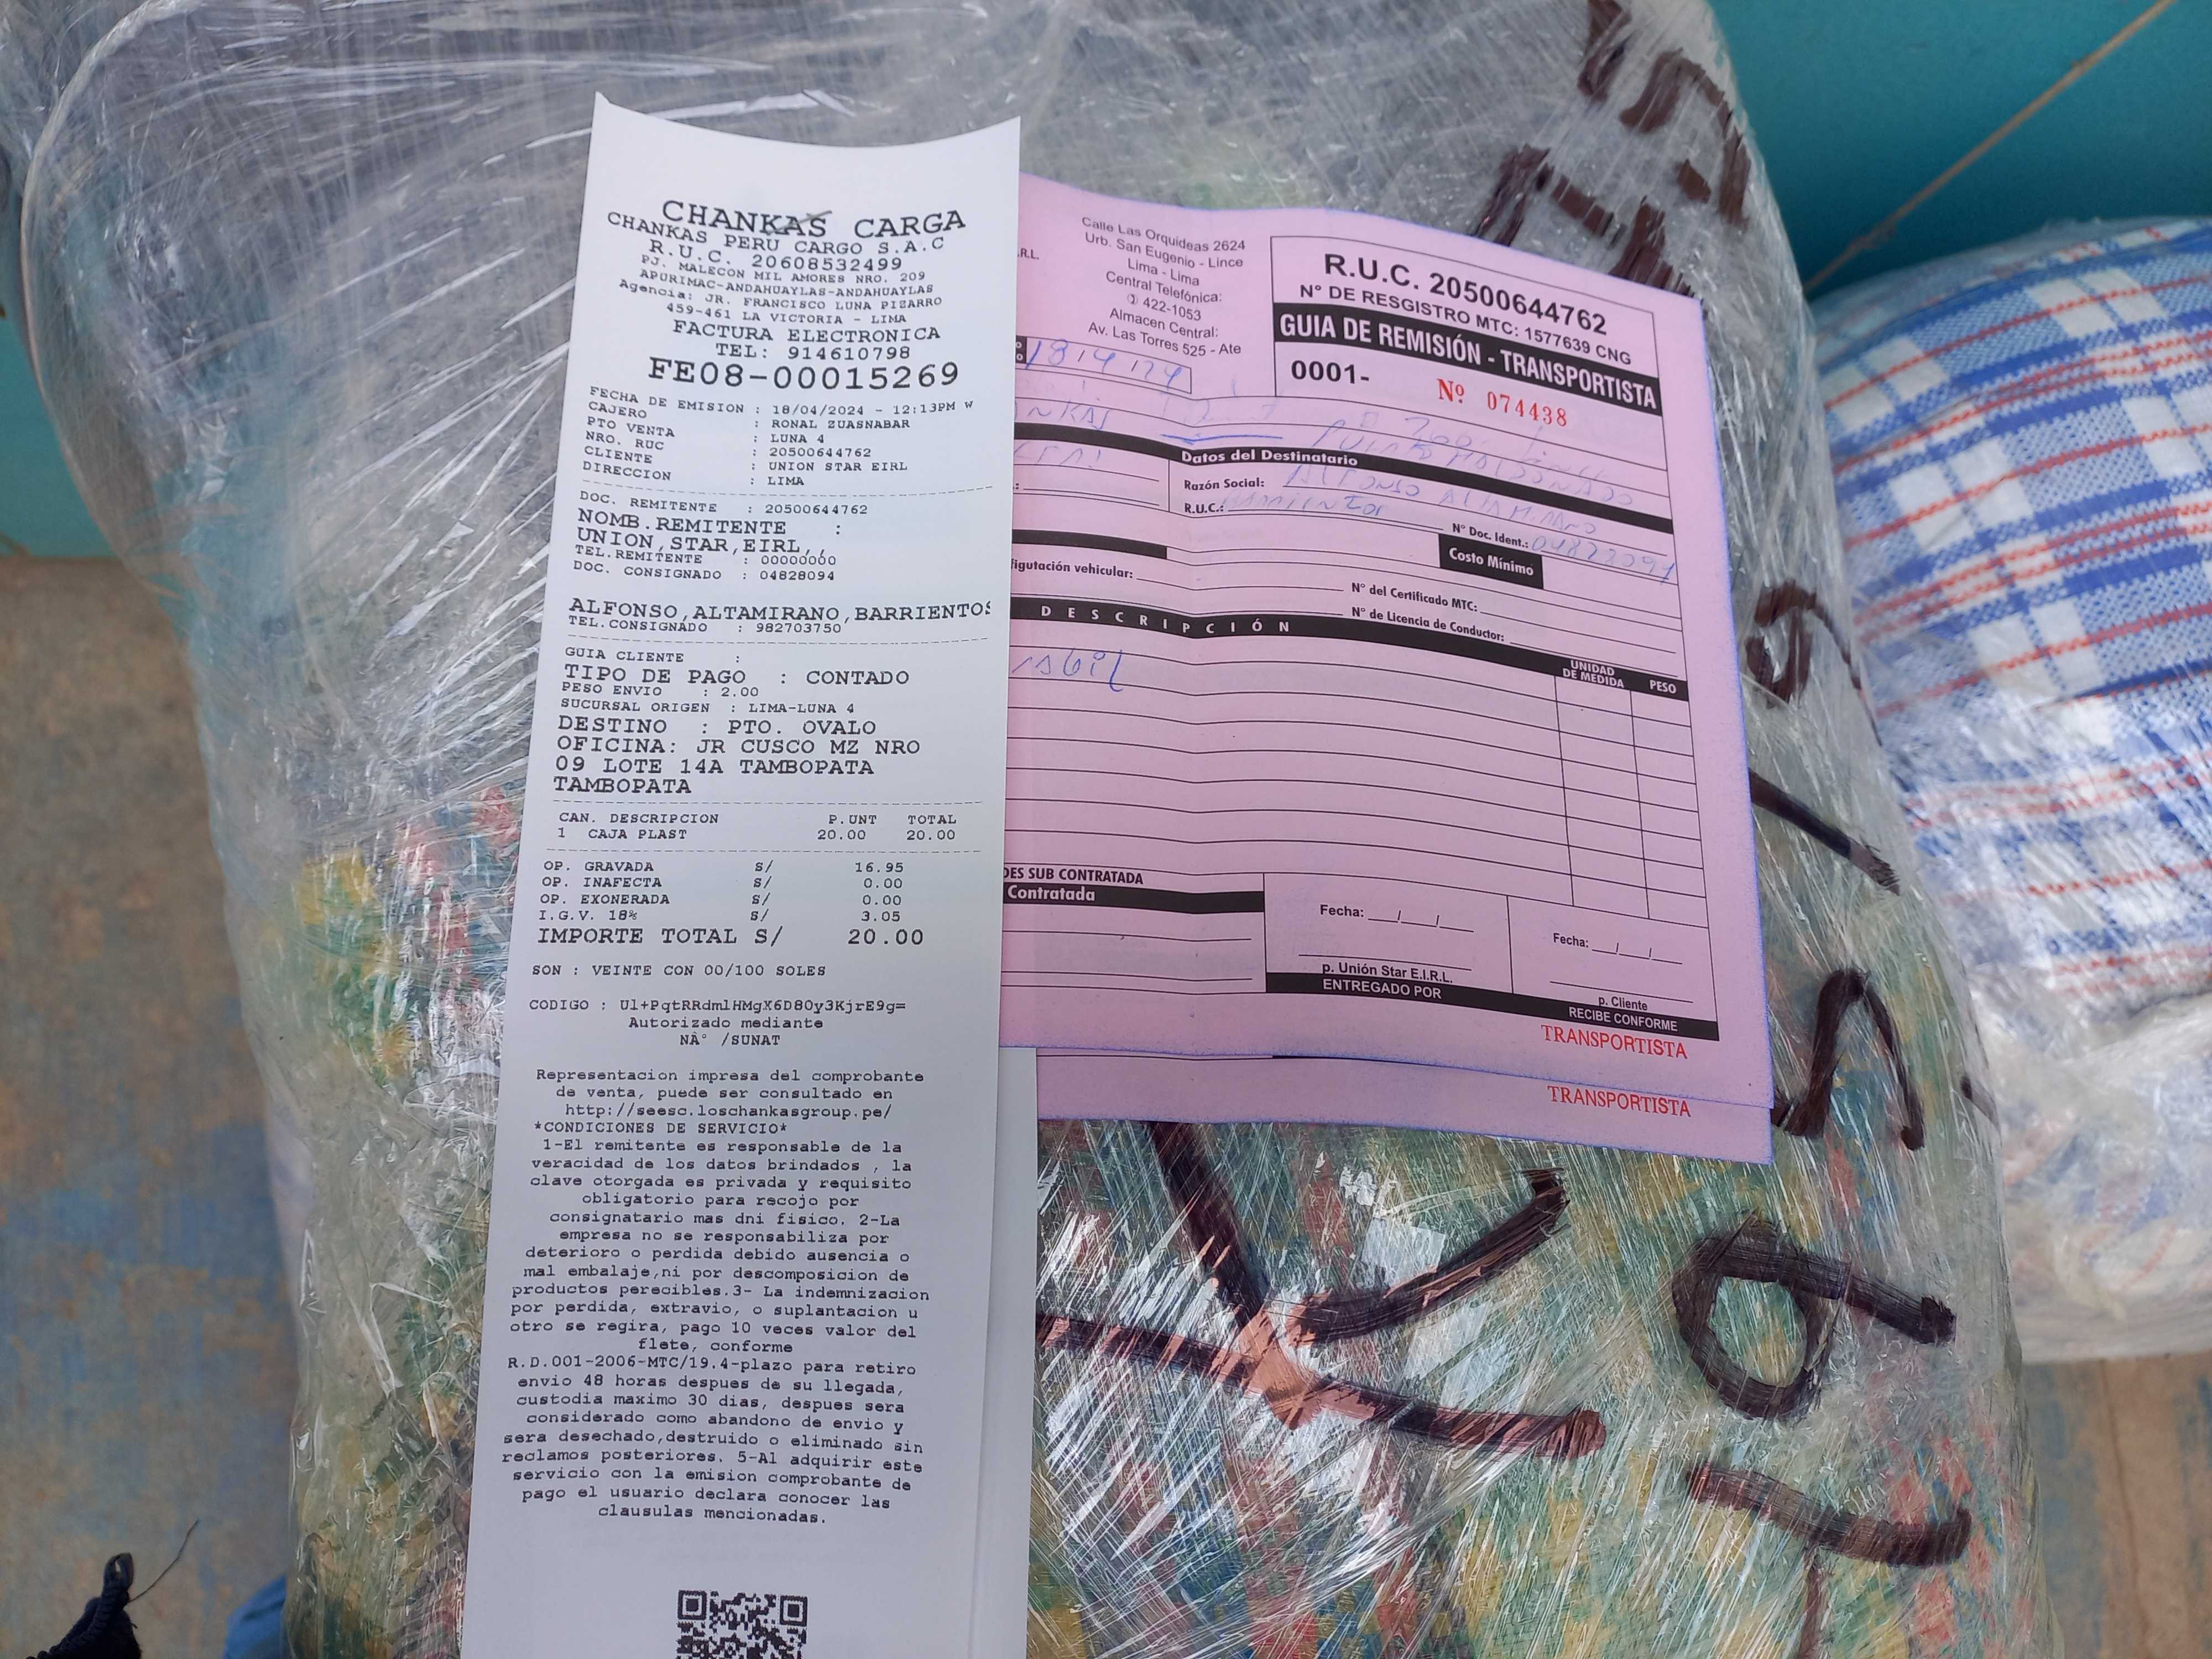 CHANKAS CARGA
CHANKAS PERU CARGO S.A.C
R.U.C. 20608532499
PJ. MALECON MIL AMORES NRO. 209
APURIMAC-ANDAHUAYLAS-ANDAHUAYLAS
Agencia: JR. FRANCISCO LUNA PIZARRO
459-461 LA VICTORIA - LIMA
FACTURA ELECTRONICA
TEL: 914610798
FE08-00015269
FECHA DE EMISION : 18/04/2024 - 12:13PM W
CAJERO : RONAL ZUASNABAR
PTO VENTA : LUNA 4
NRO. RUC : 20500644762
CLIENTE : UNION STAR EIRL
DIRECCION : LIMA
DOC. REMITENTE : 20500644762
NOMB.REMITENTE :
UNION,STAR,EIRL,,
TEL.REMITENTE : 00000000
DOC. CONSIGNADO : 04828094
ALFONSO,ALTAMIRANO,BARRIENTOS
TEL.CONSIGNADO : 982703750
GUIA CLIENTE :
TIPO DE PAGO : CONTADO
PESO ENVIO : 2.00
SUCURSAL ORIGEN : LIMA-LUNA 4
DESTINO : PTO. OVALO
OFICINA: JR CUSCO MZ NRO
09 LOTE 14A TAMBOPATA
TAMBOPATA
CAN. DESCRIPCION P.UNT TOTAL
1 CAJA PLAST 20.00 20.00
OP. GRAVADA S/ 16.95
OP. INAFECTA S/ 0.00
OP. EXONERADA S/ 0.00
I.G.V. 18% S/ 3.05
IMPORTE TOTAL S/ 20.00
SON : VEINTE CON 00/100 SOLES
CODIGO : Ul+PqtRRdmlHMgX6D80y3KjrE9g=
Autorizado mediante
NÂ° /SUNAT
Representacion impresa del comprobante
de venta, puede ser consultado en
http://seesc.loschankasgroup.pe/
*CONDICIONES DE SERVICIO*
1-El remitente es responsable de la
veracidad de los datos brindados , la
clave otorgada es privada y requisito
obligatorio para recojo por
consignatario mas dni fisico. 2-La
empresa no se responsabiliza por
deterioro o perdida debido ausencia o
mal embalaje,ni por descomposicion de
productos perecibles.3- La indemnizacion
por perdida, extravio, o suplantacion u
otro se regira, pago 10 veces valor del
flete, conforme
R.D.001-2006-MTC/19.4-plazo para retiro
envio 48 horas despues de su llegada,
custodia maximo 30 dias, despues sera
considerado como abandono de envio y
sera desechado,destruido o eliminado sin
reclamos posteriores. 5-Al adquirir este
servicio con la emision comprobante de
pago el usuario declara conocer las
clausulas mencionadas.
.R.L.
Calle Las Orquideas 2624
Urb. San Eugenio - Lince
Lima - Lima
Central Telefónica:
422-1053
Almacen Central:
Av. Las Torres 525 - Ate
R.U.C. 20500644762
N° DE RESGISTRO MTC: 1577639 CNG
GUIA DE REMISIÓN - TRANSPORTISTA
0001- Nº 074438
18/4/24
Datos del Destinatario
Razón Social: ALFONSO ALTAMIRANO
R.U.C.: BARRIENTOS
N° Doc. Ident.: 04828094
Costo Mínimo
figutación vehicular:
N° del Certificado MTC:
N° de Licencia de Conductor:
DESCRIPCIÓN
UNIDAD DE MEDIDA
PESO
DES SUB CONTRATADA
Contratada
Fecha: __/__/__
p. Unión Star E.I.R.L.
ENTREGADO POR
Fecha: __/__/__
p. Cliente
RECIBE CONFORME
TRANSPORTISTA
TRANSPORTISTA